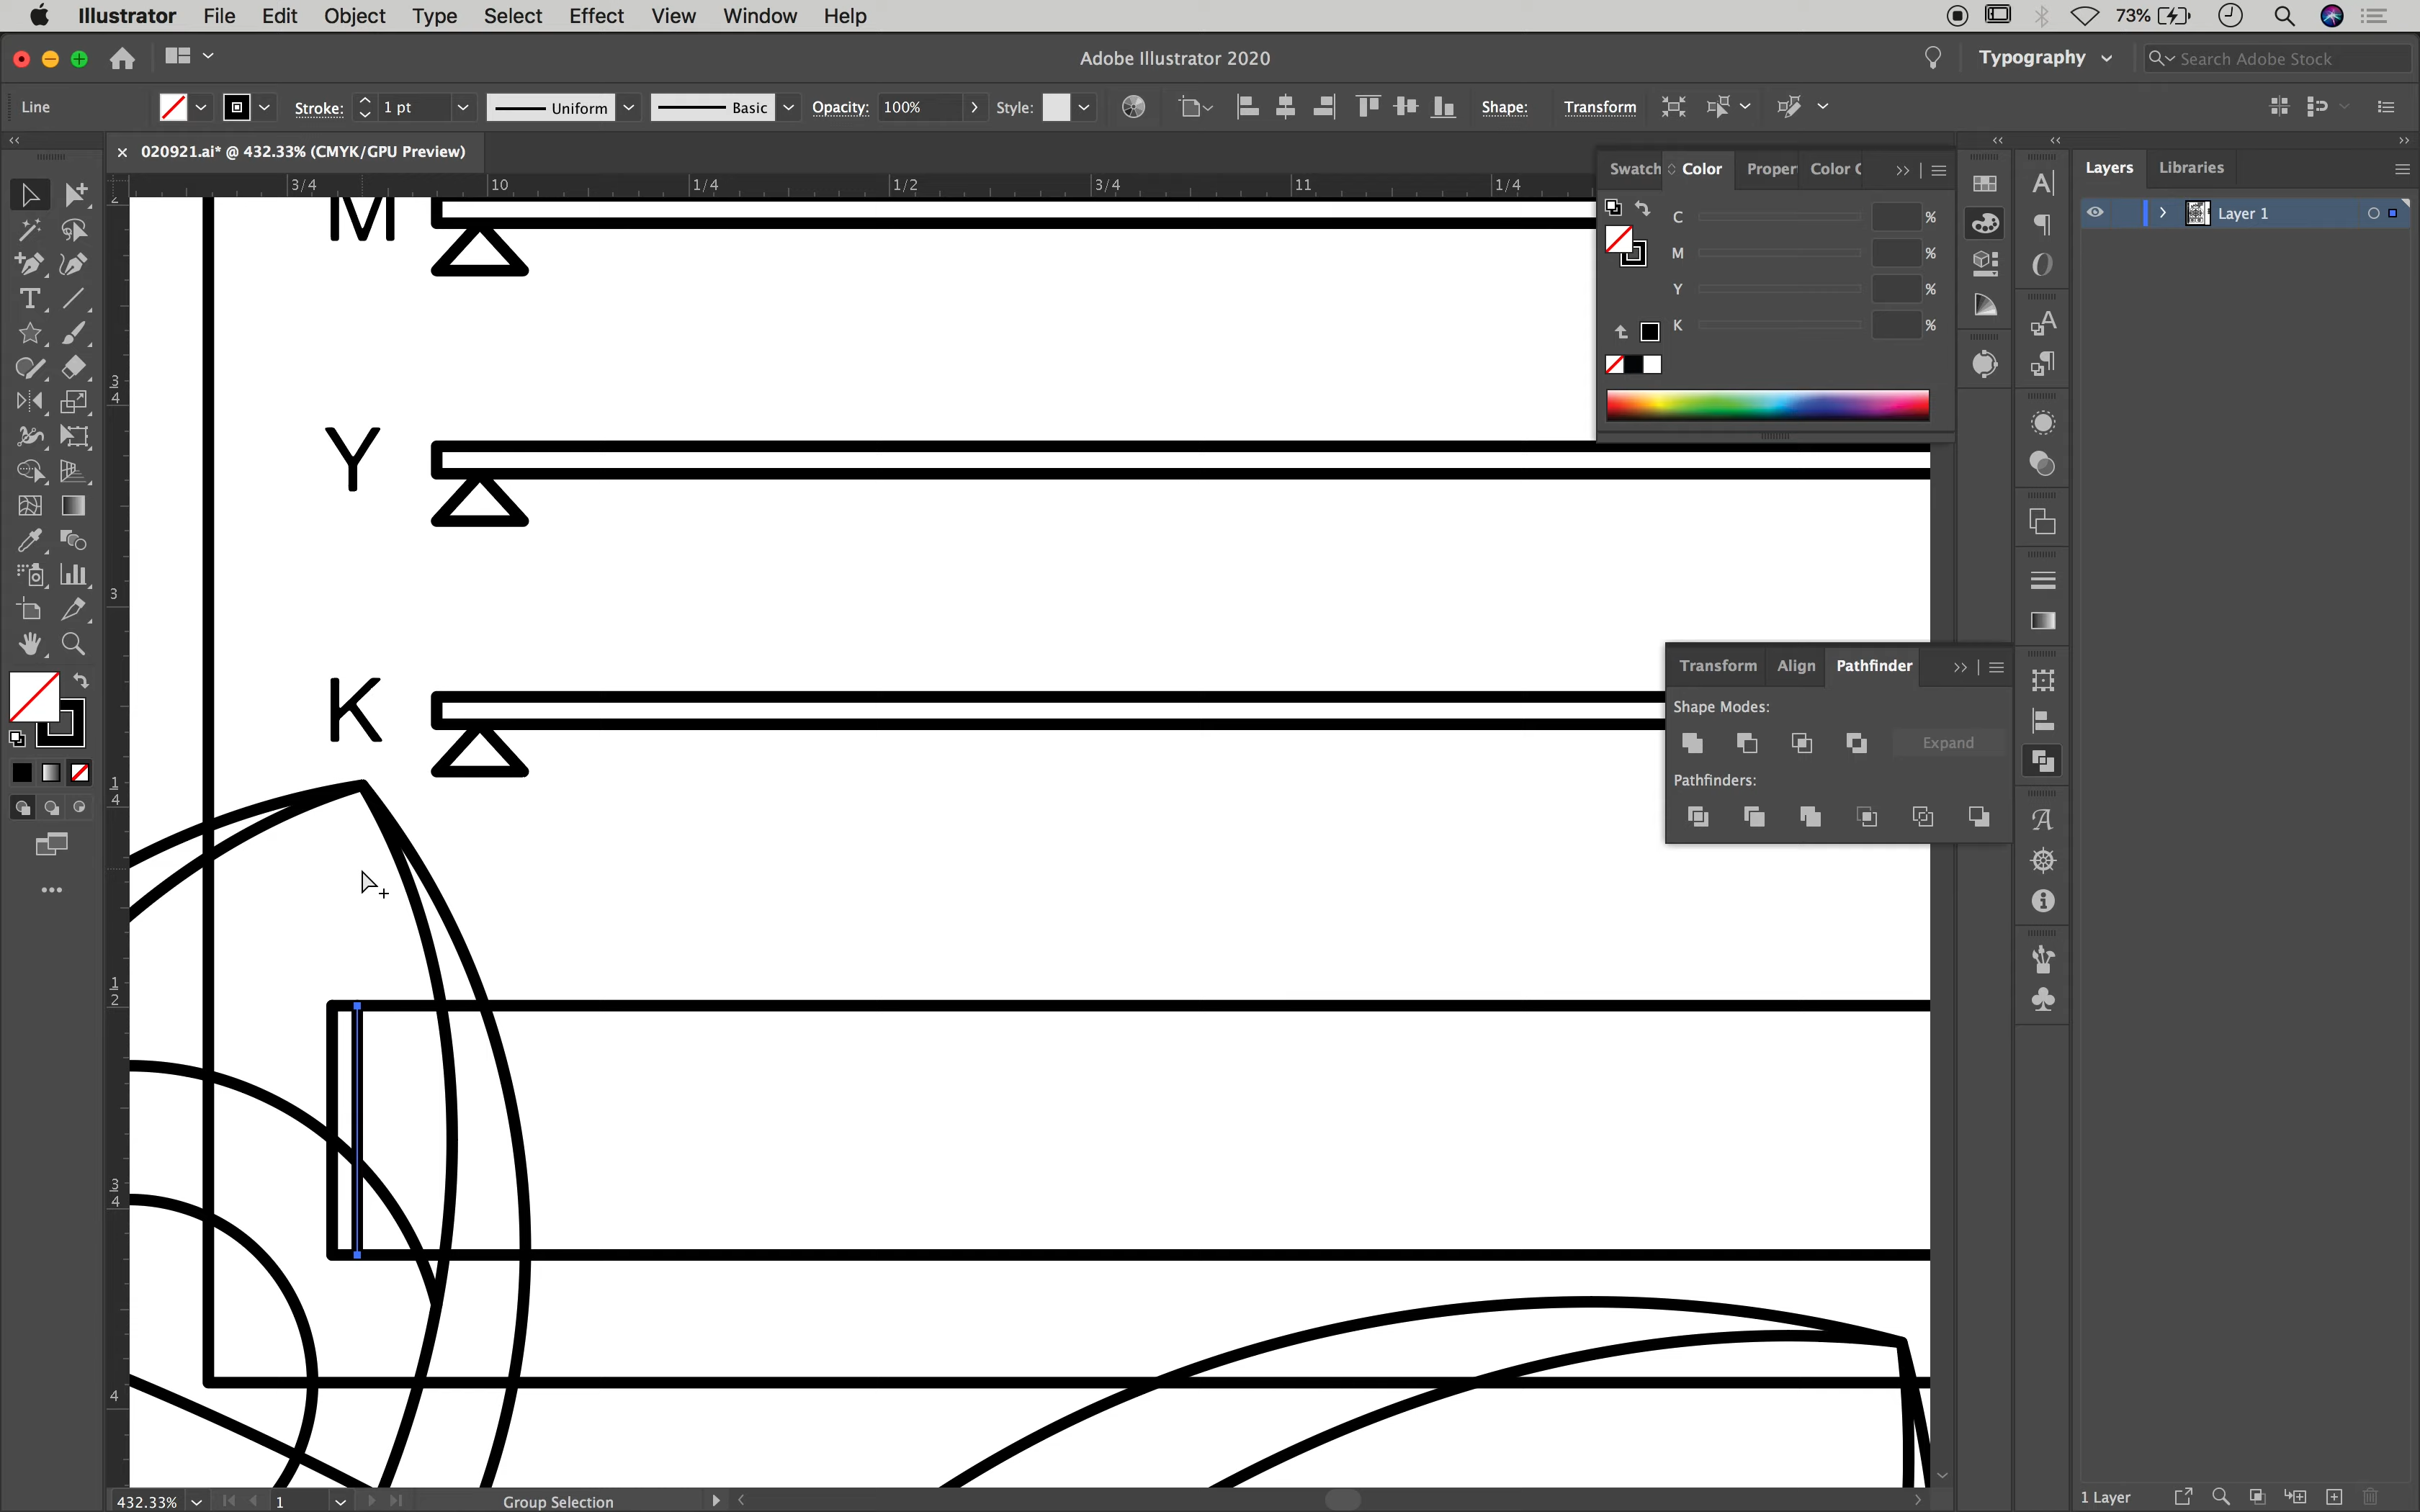 Illustrator File Edit Object Type Select Effect View Window Help 73%
Adobe Illustrator 2020 Typography Search Adobe Stock
Line Stroke: 1 pt Uniform Basic Opacity: 100% Style: Shape: Transform
× 020921.ai* @ 432.33% (CMYK/GPU Preview)
Swatch Color Proper Color G
Layers Libraries
3/4 10 1/4 1/2 3/4 11 1/4
Layer 1
C %
M %
Y %
K %
2
3
4
3
1
4
1
2
3
4
4
M
Y
K
Transform Align Pathfinder
Shape Modes:
Expand
Pathfinders:
432.33% 1 Group Selection
1 Layer